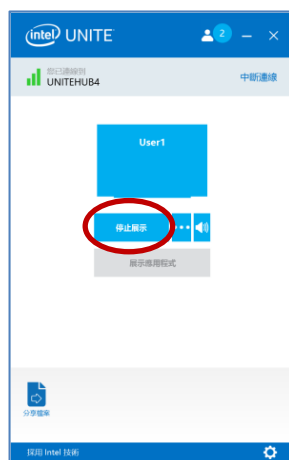 intel UNITE
2
即已連線到
UNITEHUB4
中斷連線
User1
停止展示
展示應用程式
分享檔案
採用 Intel 技術